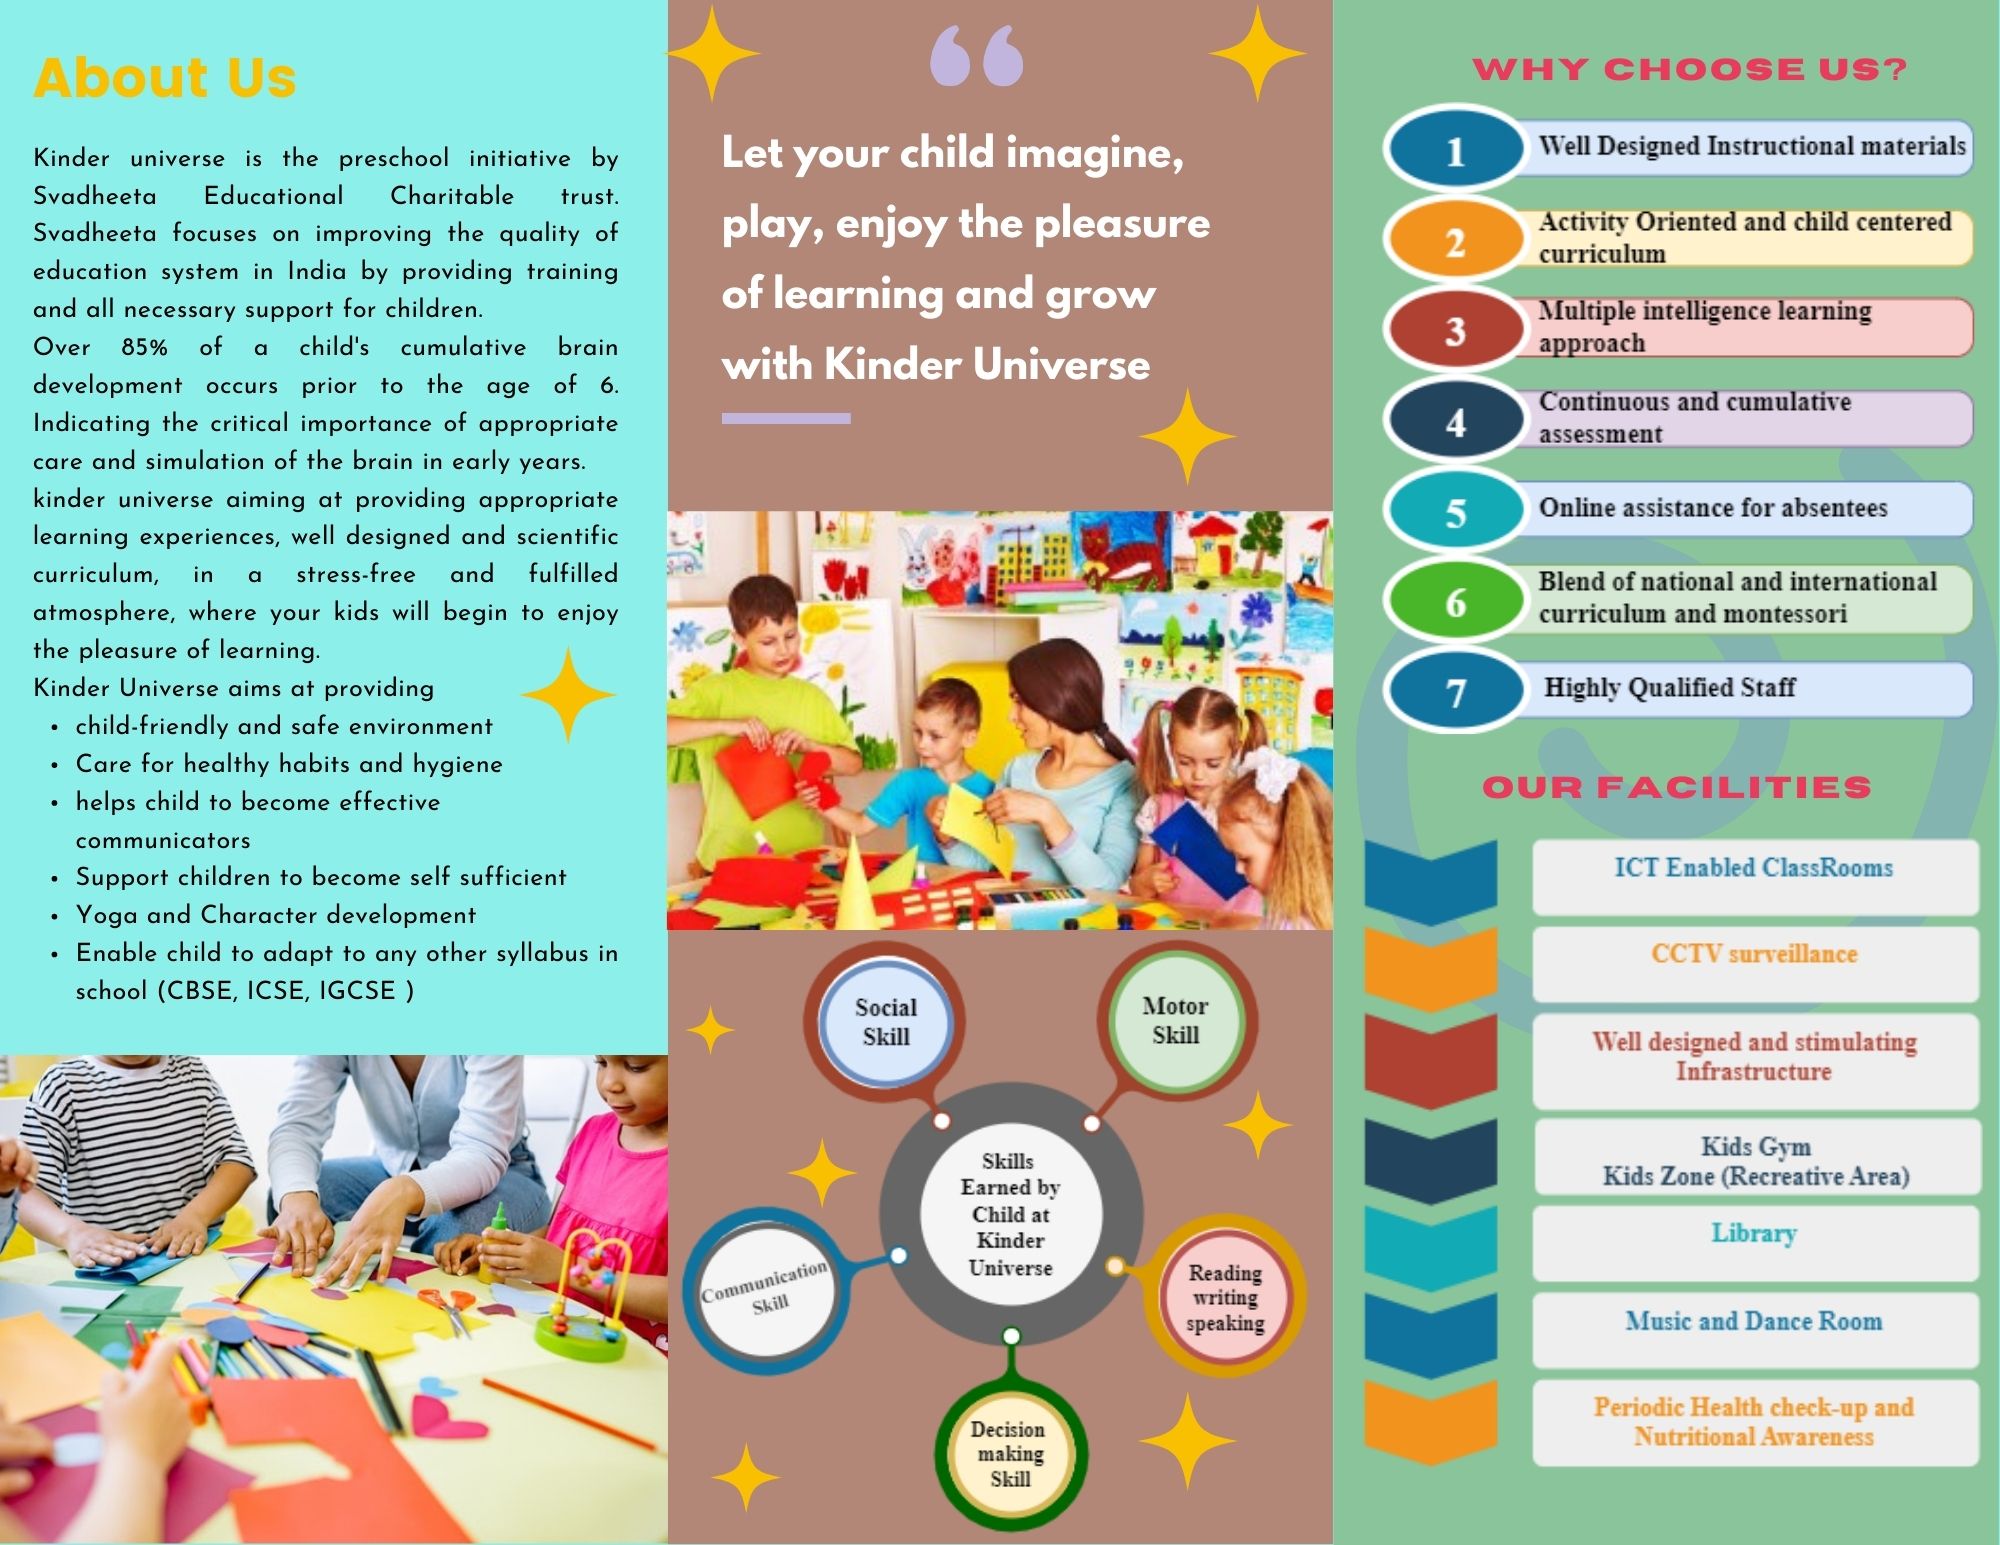 About Us
Kinder universe is the preschool initiative by
Svadheeta Educational Charitable trust.
Svadheeta focuses on improving the quality of
education system in India by providing training
and all necessary support for children.
Over 85% of a child's cumulative brain
development occurs prior to the age of 6.
Indicating the critical importance of appropriate
care and simulation of the brain in early years.
kinder universe aiming at providing appropriate
learning experiences, well designed and scientific
curriculum, in a stress-free and fulfilled
atmosphere, where your kids will begin to enjoy
the pleasure of learning.
Kinder Universe aims at providing
• child-friendly and safe environment
• Care for healthy habits and hygiene
• helps child to become effective
communicators
• Support children to become self sufficient
• Yoga and Character development
• Enable child to adapt to any other syllabus in
school (CBSE, ICSE, IGCSE )
“
Let your child imagine,
play, enjoy the pleasure
of learning and grow
with Kinder Universe
Social
Skill
Motor
Skill
Skills
Earned by
Child at
Kinder
Universe
Communication
Skill
Reading
writing
speaking
Decision
making
Skill
WHY CHOOSE US?
1 Well Designed Instructional materials
2 Activity Oriented and child centered
curriculum
3 Multiple intelligence learning
approach
4 Continuous and cumulative
assessment
5 Online assistance for absentees
6 Blend of national and international
curriculum and montessori
7 Highly Qualified Staff
OUR FACILITIES
ICT Enabled ClassRooms
CCTV surveillance
Well designed and stimulating
Infrastructure
Kids Gym
Kids Zone (Recreative Area)
Library
Music and Dance Room
Periodic Health check-up and
Nutritional Awareness